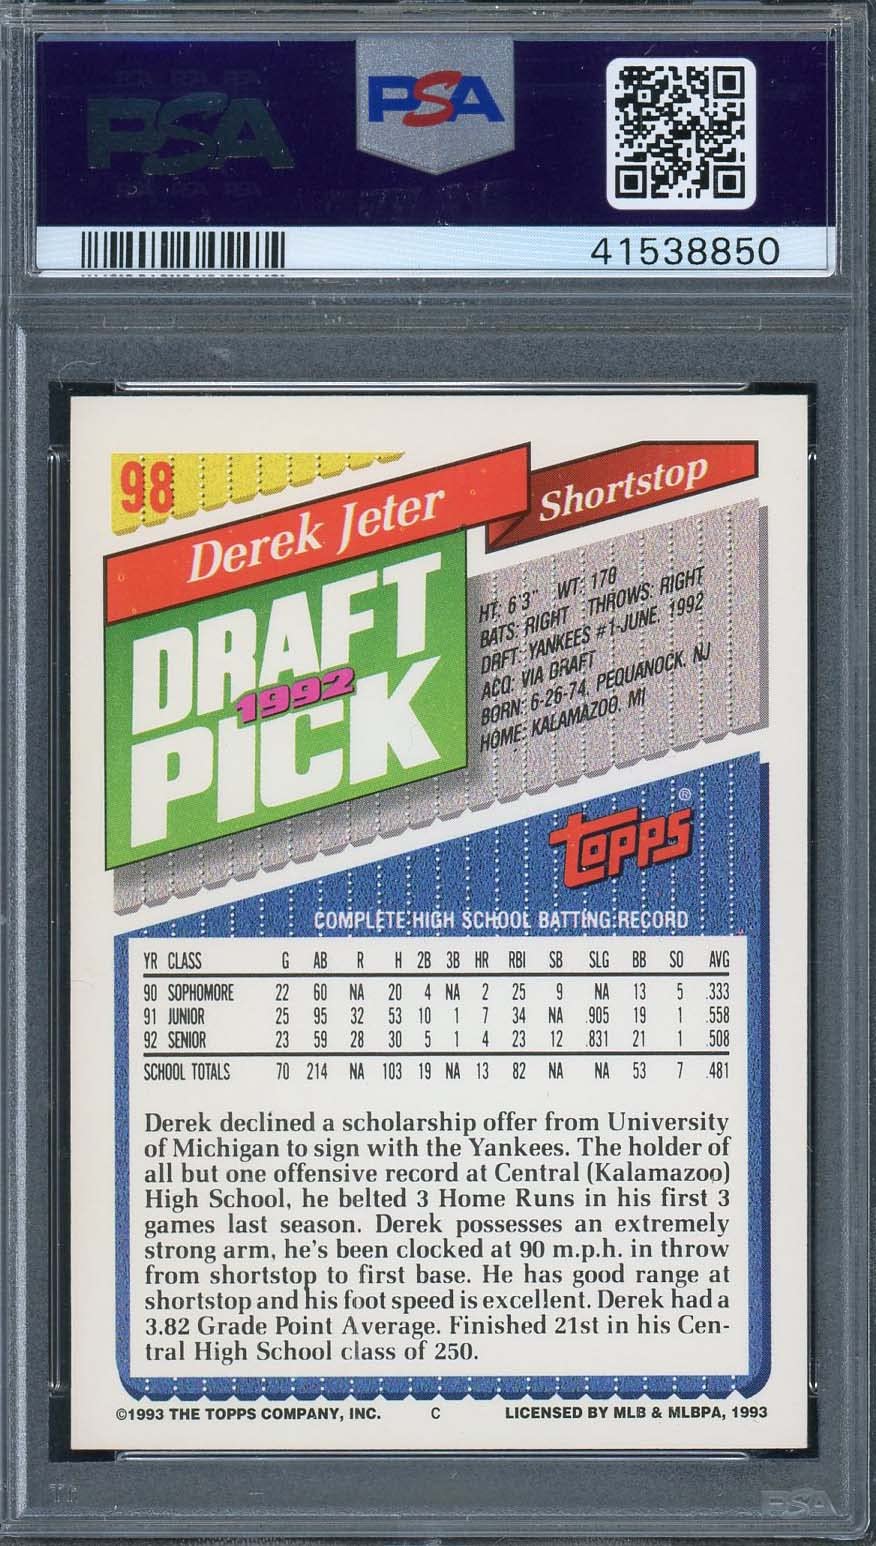 PSA
PSA
41538850
98
Derek Jeter
Shortstop
DRAFT
1992
PICK
HT: 6'3" WT: 170
BATS: RIGHT THROWS: RIGHT
DRFT: YANKEES #1-JUNE, 1992
ACQ: VIA DRAFT
BORN: 6-26-74, PEQUANOCK, NJ
HOME: KALAMAZOO, MI
Topps®
COMPLETE HIGH SCHOOL BATTING RECORD
YR CLASS G AB R H 2B 3B HR RBI SB SLG BB SO AVG
90 SOPHOMORE 22 60 NA 20 4 NA 2 25 9 NA 13 5 .333
91 JUNIOR 25 95 32 53 10 1 7 34 NA .905 19 1 .558
92 SENIOR 23 59 28 30 5 1 4 23 12 .831 21 1 .508
SCHOOL TOTALS 70 214 NA 103 19 NA 13 82 NA NA 53 7 .481
Derek declined a scholarship offer from University
of Michigan to sign with the Yankees. The holder of
all but one offensive record at Central (Kalamazoo)
High School, he belted 3 Home Runs in his first 3
games last season. Derek possesses an extremely
strong arm, he's been clocked at 90 m.p.h. in throw
from shortstop to first base. He has good range at
shortstop and his foot speed is excellent. Derek had a
3.82 Grade Point Average. Finished 21st in his Cen-
tral High School class of 250.
©1993 THE TOPPS COMPANY, INC. C LICENSED BY MLB & MLBPA, 1993
PSA